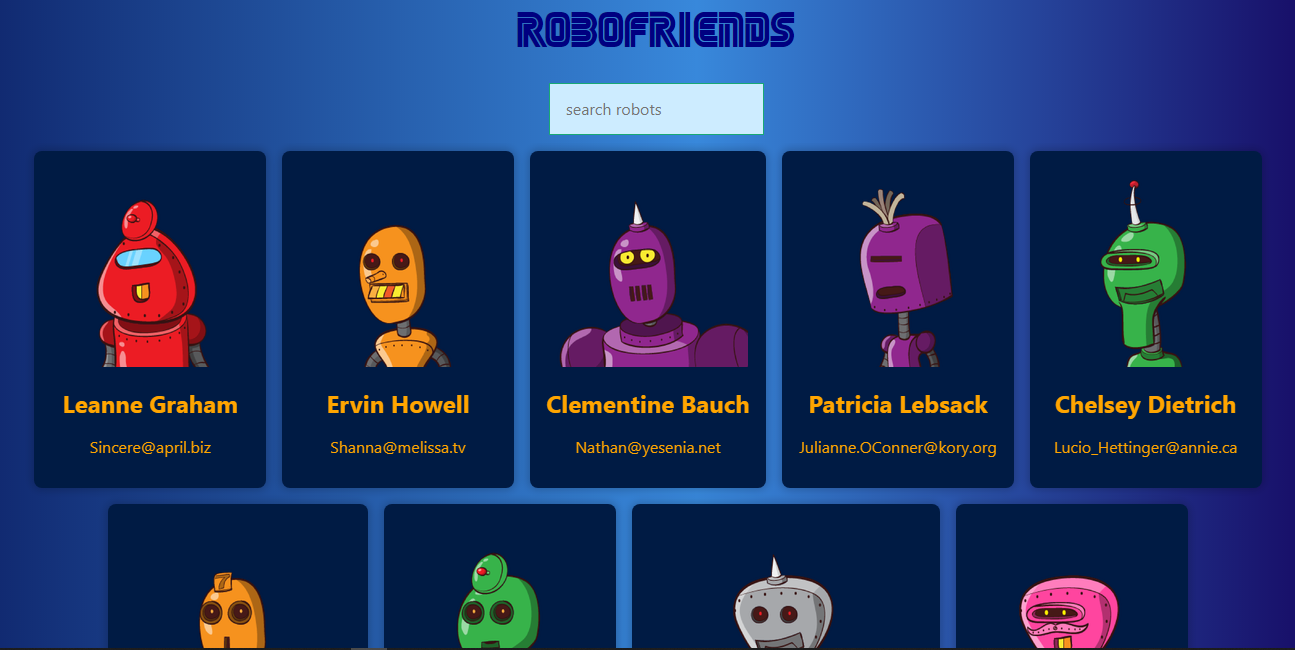 ROBOFRIENDS
search robots
Leanne Graham
Sincere@april.biz
Ervin Howell
Shanna@melissa.tv
Clementine Bauch
Nathan@yesenia.net
Patricia Lebsack
Julianne.OConner@kory.org
Chelsey Dietrich
Lucio_Hettinger@annie.ca
7